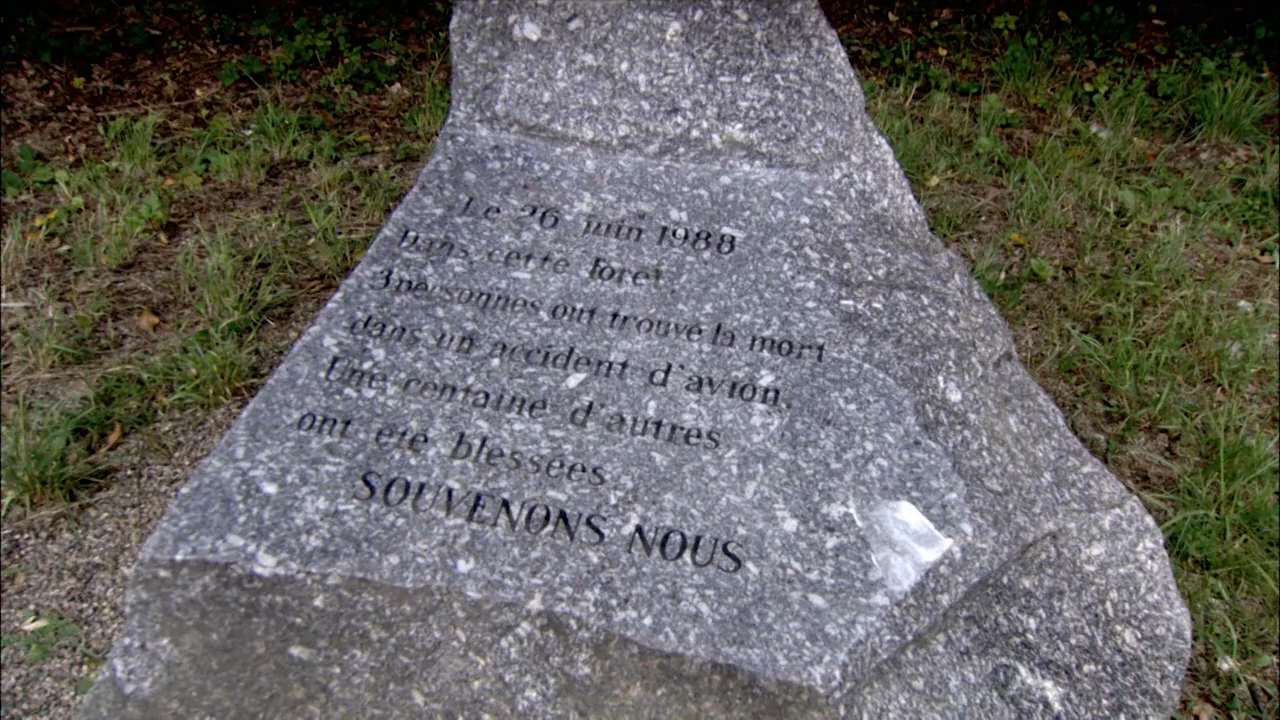 Le 26 juin 1988
Dans cette foret,
3 personnes ont trouvé la mort
dans un accident d'avion.
Une centaine d'autres
ont été blessées
SOUVENONS NOUS